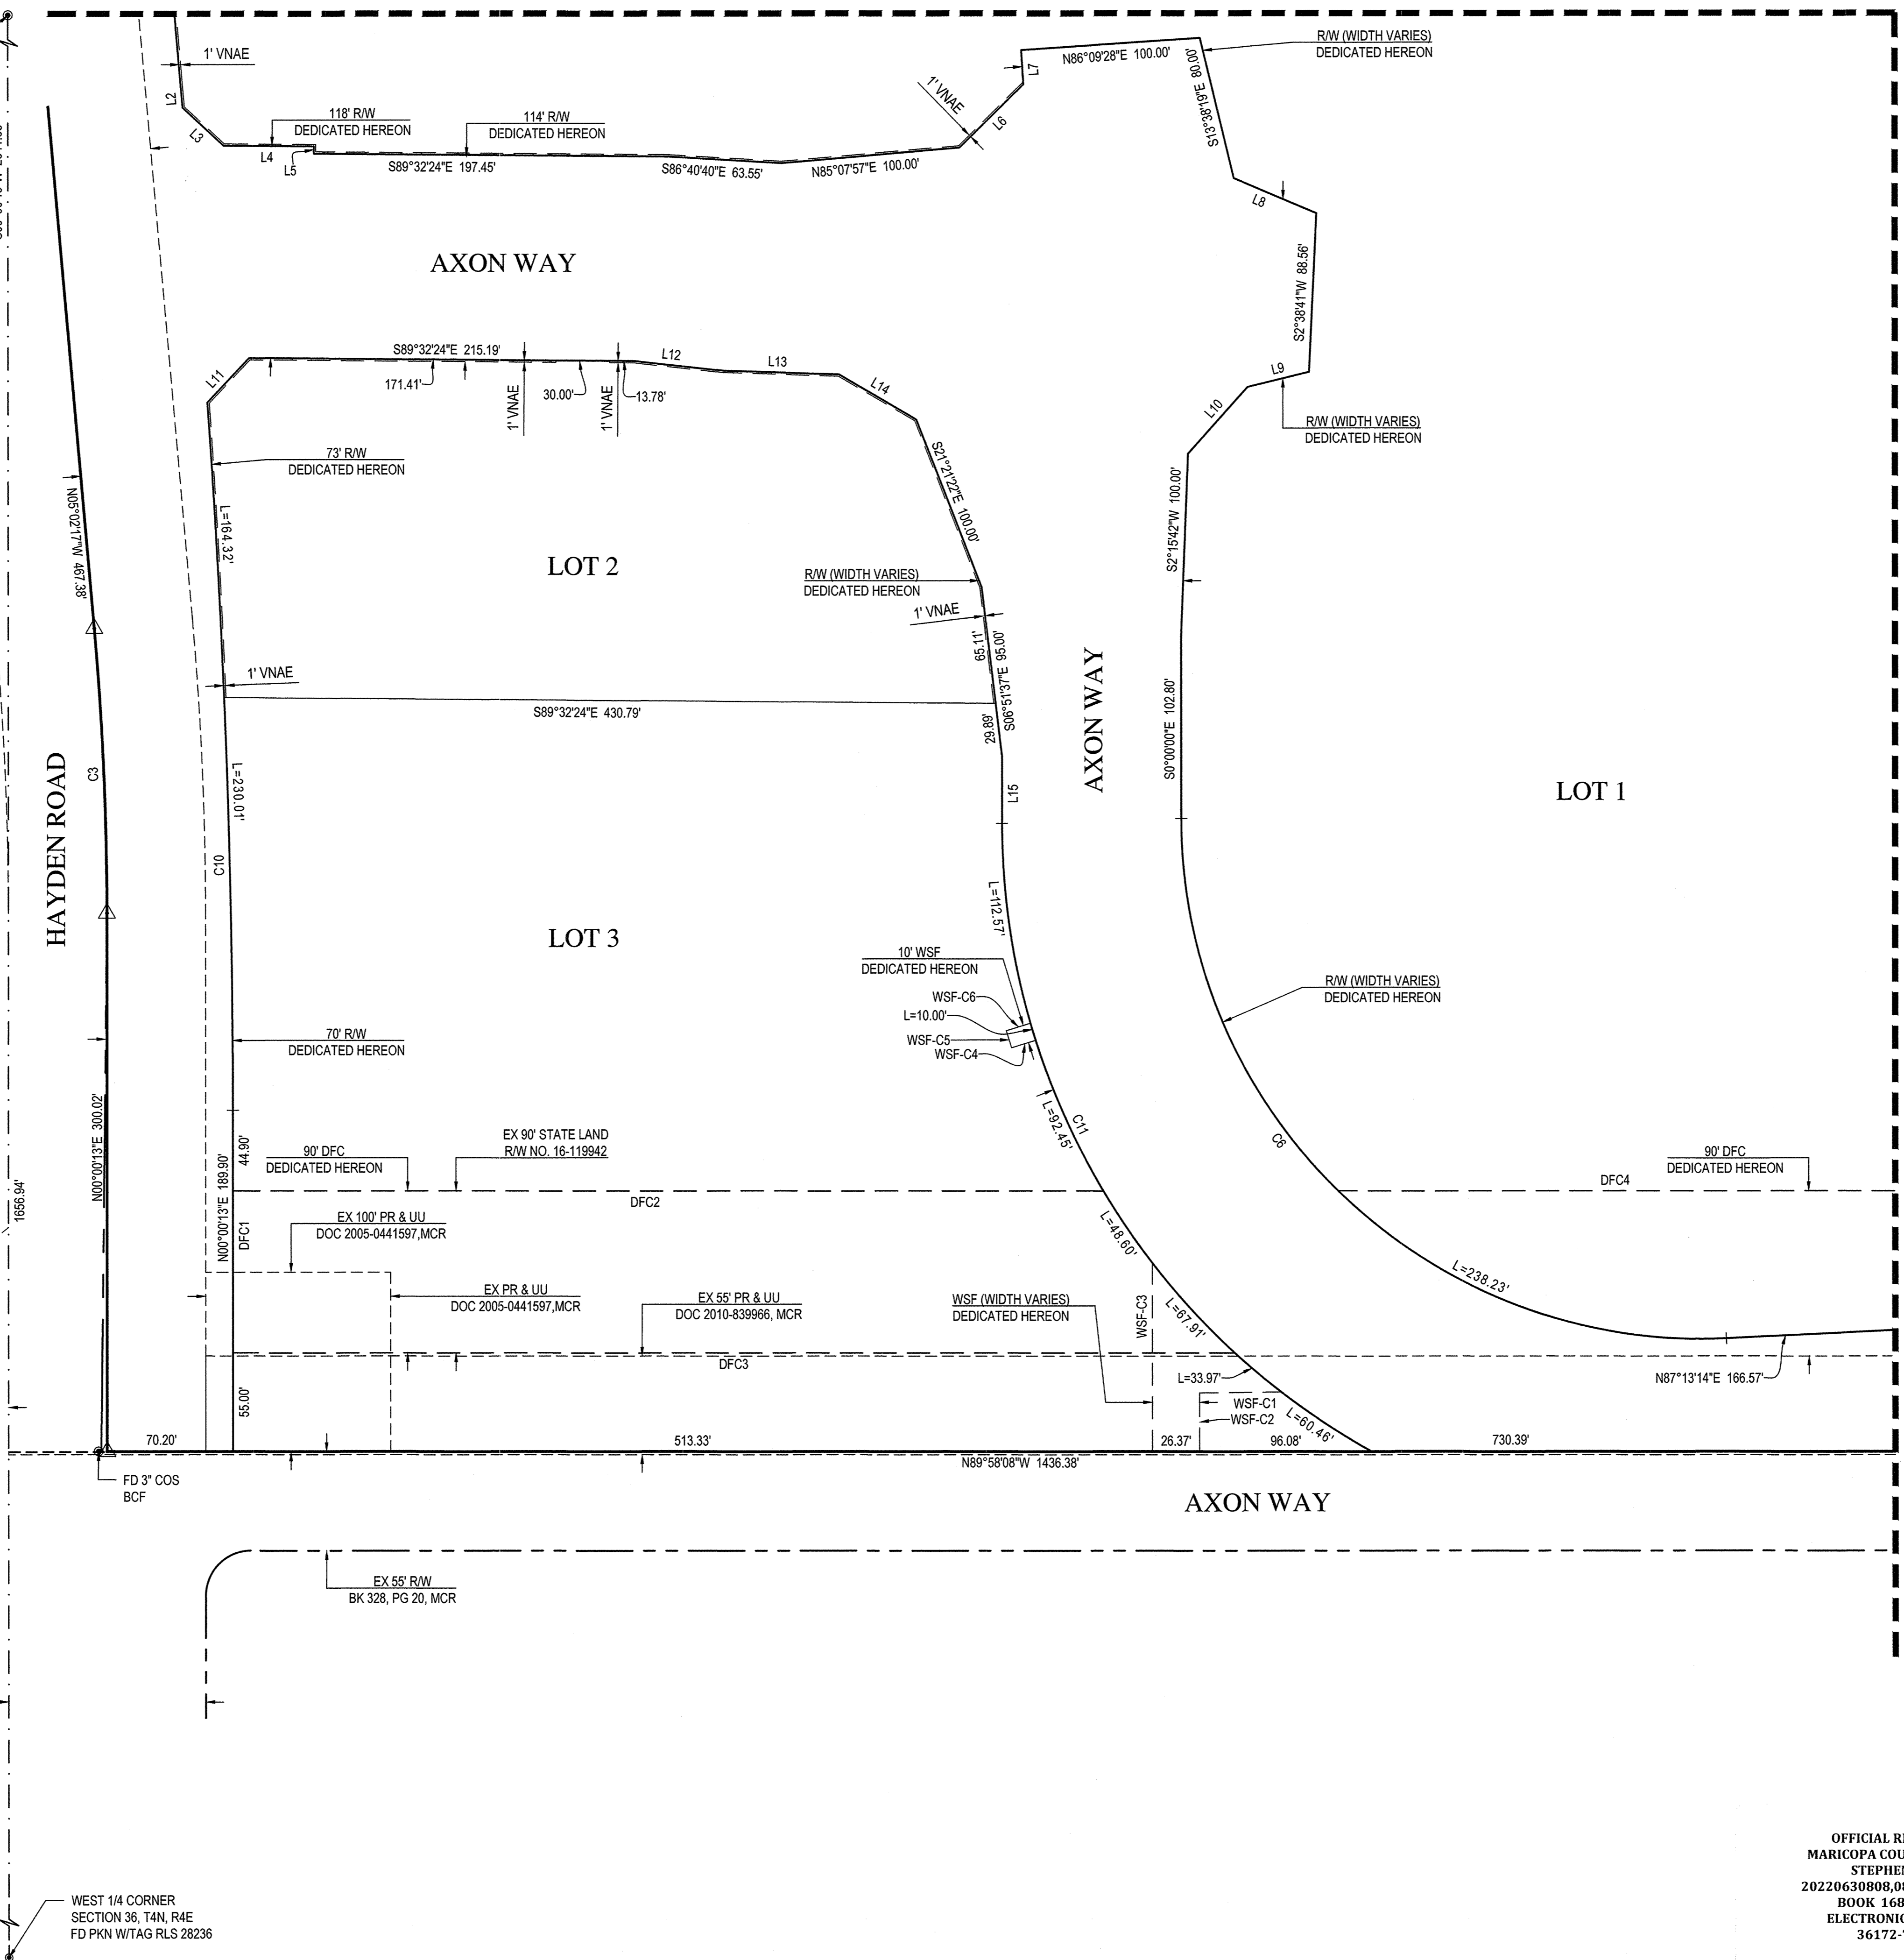 R/W (WIDTH VARIES)
DEDICATED HEREON
N86°09'28"E 100.00'
1' VNAE
L7
S13°38'19"E 80.00'
L2
1' VNAE
118' R/W
DEDICATED HEREON
114' R/W
DEDICATED HEREON
L3
L6
L4
L5
S89°32'24"E 197.45'
S86°40'40"E 63.55'
N85°07'57"E 100.00'
L8
AXON WAY
S2°38'41"W 88.56'
S89°32'24"E 215.19'
L12
L13
L9
L11
171.41'
1' VNAE
30.00'
1' VNAE
13.78'
L14
L10
R/W (WIDTH VARIES)
DEDICATED HEREON
73' R/W
DEDICATED HEREON
S21°21'22"E 100.00'
S2°15'42"W 100.00'
N05°02'17"W 467.38'
L=164.32'
LOT 2
R/W (WIDTH VARIES)
DEDICATED HEREON
1' VNAE
65.11'
S06°51'37"E 95.00'
1' VNAE
AXON WAY
S89°32'24"E 430.79'
29.89'
S0°00'00"E 102.80'
C3
L=230.01'
L15
LOT 1
HAYDEN ROAD
C10
L=112.57'
LOT 3
10' WSF
DEDICATED HEREON
WSF-C6
L=10.00'
WSF-C5
WSF-C4
R/W (WIDTH VARIES)
DEDICATED HEREON
70' R/W
DEDICATED HEREON
N00°00'13"E 300.02'
L=92.45'
C11
C6
N00°00'13"E 189.90'
44.90'
90' DFC
DEDICATED HEREON
EX 90' STATE LAND
R/W NO. 16-119942
90' DFC
DEDICATED HEREON
1656.94'
DFC1
DFC2
DFC4
EX 100' PR & UU
DOC 2005-0441597,MCR
L=48.60'
EX PR & UU
DOC 2005-0441597,MCR
EX 55' PR & UU
DOC 2010-839966, MCR
WSF (WIDTH VARIES)
DEDICATED HEREON
WSF-C3
L=67.91'
L=238.23'
DFC3
L=33.97'
N87°13'14"E 166.57'
55.00'
WSF-C1
WSF-C2
L=60.46'
70.20'
513.33'
26.37'
96.08'
730.39'
N89°58'08"W 1436.38'
FD 3" COS
BCF
AXON WAY
EX 55' R/W
BK 328, PG 20, MCR
WEST 1/4 CORNER
SECTION 36, T4N, R4E
FD PKN W/TAG RLS 28236
OFFICIAL
MARICOPA
20220630808
BOOK
36172-